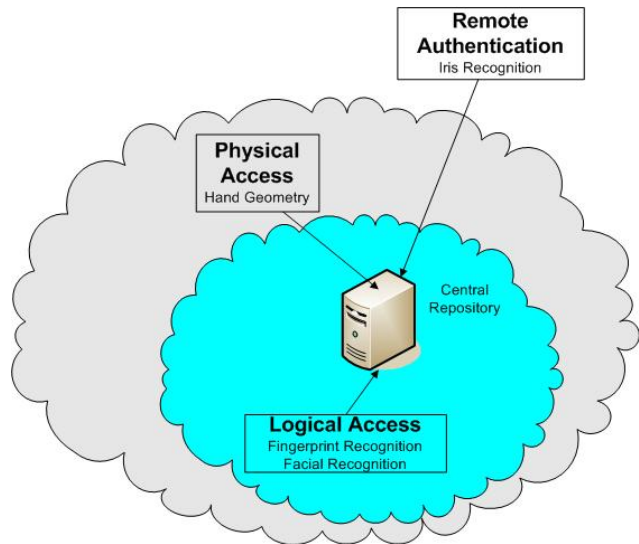 Remote
Authentication
Iris Recognition
Physical
Access
Hand Geometry
Central
Repository
Logical Access
Fingerprint Recognition
Facial Recognition